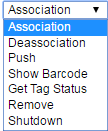 Association
Association
Deassociation
Push
Show Barcode
Get Tag Status
Remove
Shutdown